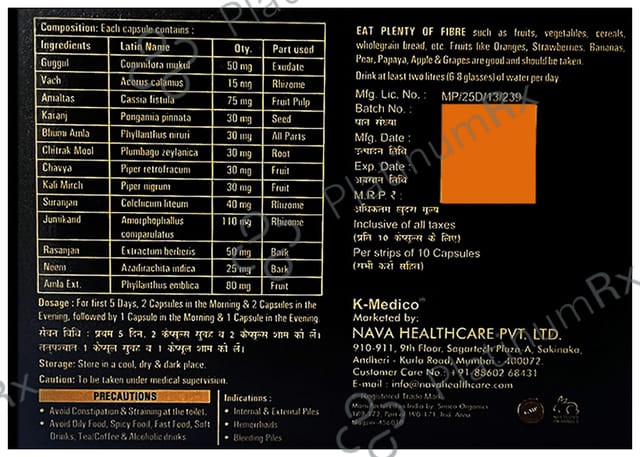 Composition: Each capsule contains :
Ingredients Latin Name Qty. Part used
Guggul Commifora mukul 50 mg Exudate
Vach Acorus calamus 15 mg Rhizome
Amaltas Cassia fistula 75 mg Fruit Pulp
Karanj Pongamia pinnata 30 mg Seed
Bhumi Amla Phyllanthus niruri 30 mg All Parts
Chitrak Mool Plumbago zeylanica 30 mg Root
Chavya Piper retrofracum 30 mg Fruit
Kali Mirch Piper nigrum 30 mg Fruit
Suranjan Colchicum luteum 40 mg Rhizome
Jumikand Amorphophallus 110 mg Rhizome
comparulatus
Rasanjan Extractum berberis 50 mg Bark
Neem Azadirachta indica 25 mg Bark
Amla Ext. Phylanthus emblica 80 mg Fruit
Dosage : For first 5 Days, 2 Capsules in the Morning & 2 Capsules in the
Evening, followed by 1 Capsule in the Morning & 1 Capsule in the Evening.
सेवन विधि : प्रथम 5 दिन, 2 कैप्सूल्स सुबह व 2 कैप्सूल्स शाम को लें।
तत्पश्चात 1 कैप्सूल सुबह व 1 कैप्सूल शाम को लें।
Storage: Store in a cool, dry & dark place.
Caution: To be taken under medical supervision.
PRECAUTIONS
• Avoid Constipation & Straining at the toilet.
• Avoid Oily Food, Spicy Food, Fast Food, Soft
Drinks, Tea/Coffee & Alcoholic drinks
Indications :
• Internal & External Piles
• Hemorhoids
• Bleeding Piles
EAT PLENTY OF FIBRE such as fruits, vegetables, cereals,
wholegrain bread, etc. Fruits like Oranges, Strawberries, Bananas,
Pear, Papaya, Apple & Grapes are good and should be taken.
Drink at least two litres (6-8 glasses) of water per day.
Mfg. Lic. No. : MP/25D/13/239
Batch No. :
घान संख्या
Mfg. Date :
उत्पादन तिथि
Exp. Date :
अवसान तिथि
M.R.P. ₹ :
अधिकतम खुदरा मूल्य
Inclusive of all taxes
(प्रति 10 कैप्सूल्स के लिए)
Per strips of 10 Capsules
(सभी करों सहित)
K-Medico
Marketed by:
NAVA HEALTHCARE PVT. LTD.
910-911, 9th Floor, Sagartech Plaza A, Sakinaka,
Andheri - Kurla Road, Mumbai - 400072.
Customer Care No. : +91-88602 68431
E-mail : info@navahealthcare.com
Registered Trade Mark
Manufactured in India by: Simco Organics
PlatinumRx